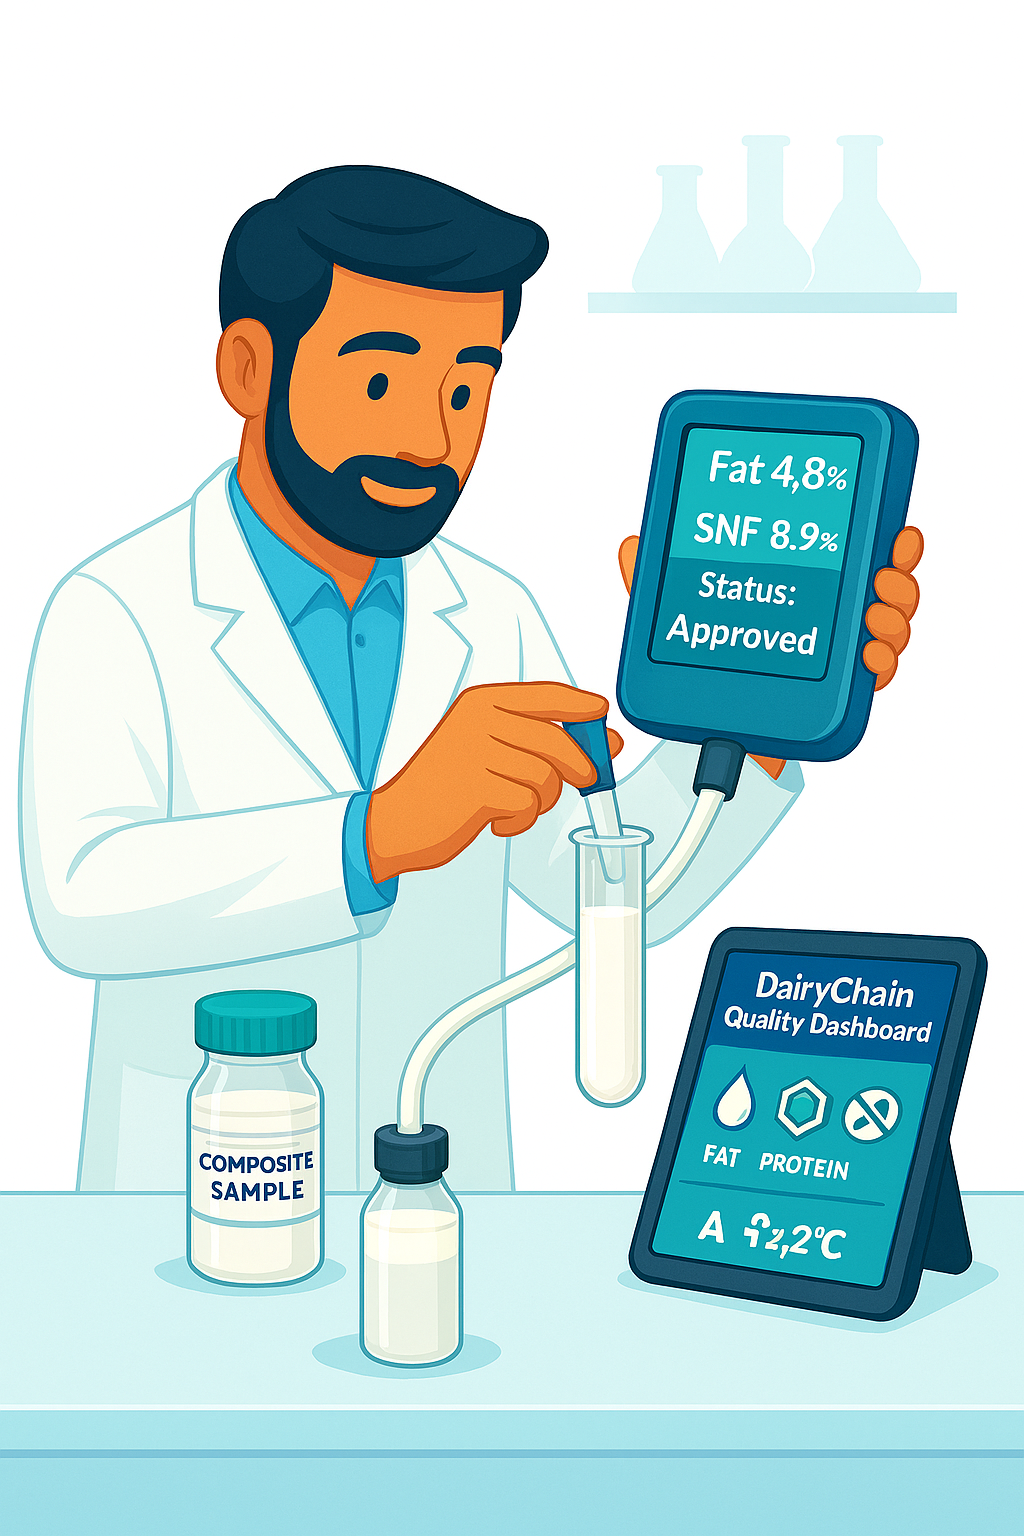 Fat 4,8%
SNF 8.9%
Status:
Approved
DairyChain
Quality Dashboard
FAT PROTEIN
A
COMPOSITE
SAMPLE